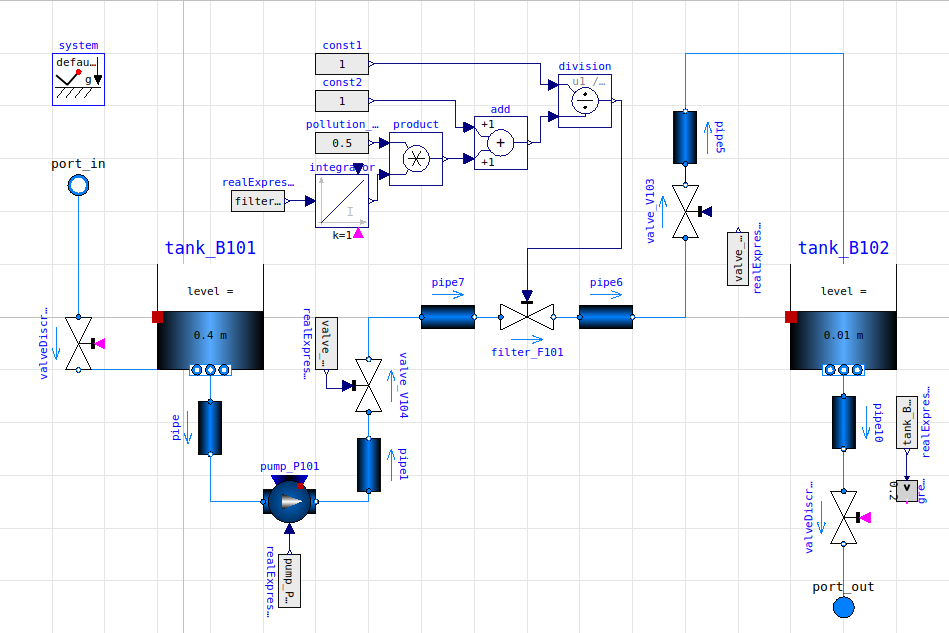 system
defau...
g
const1
1
const2
1
pollution_...
0.5
product
integrator
I
k=1
realExpres...
filter...
add
+1
+1
division
u1 /...
port_in
tank_B101
level =
0.4 m
valveDiscr...
pipe
pump_P101
realExpres...
pump_P...
realExpres...
valve_...
valve_V104
pipe1
pipe7
filter_F101
pipe6
valve_V103
pipe5
valve_...
realExpres...
tank_B102
level =
0.01 m
pipe10
tank_B...
realExpres...
0.2
<
gre...
valveDiscr...
port_out